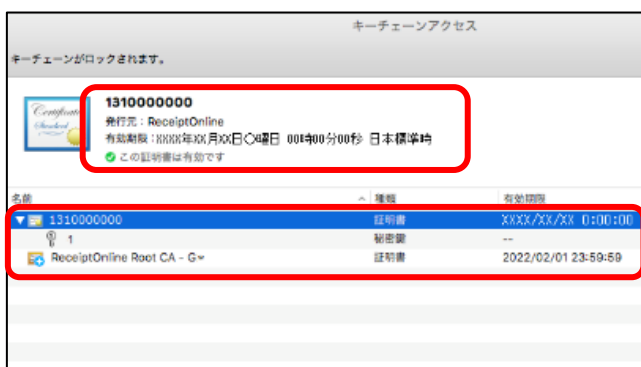 キーチェーンアクセス
キーチェーンがロックされます。
Certificate
Standard
1310000000
発行元:ReceiptOnline
有効期限:XXXX年XX月XX日〇曜日 00時00分00秒 日本標準時
この証明書は有効です
名前 種類 有効期限
1310000000 証明書 XXXX/XX/XX 0:00:00
1 秘密鍵 --
ReceiptOnline Root CA - G* 証明書 2022/02/01 23:59:59